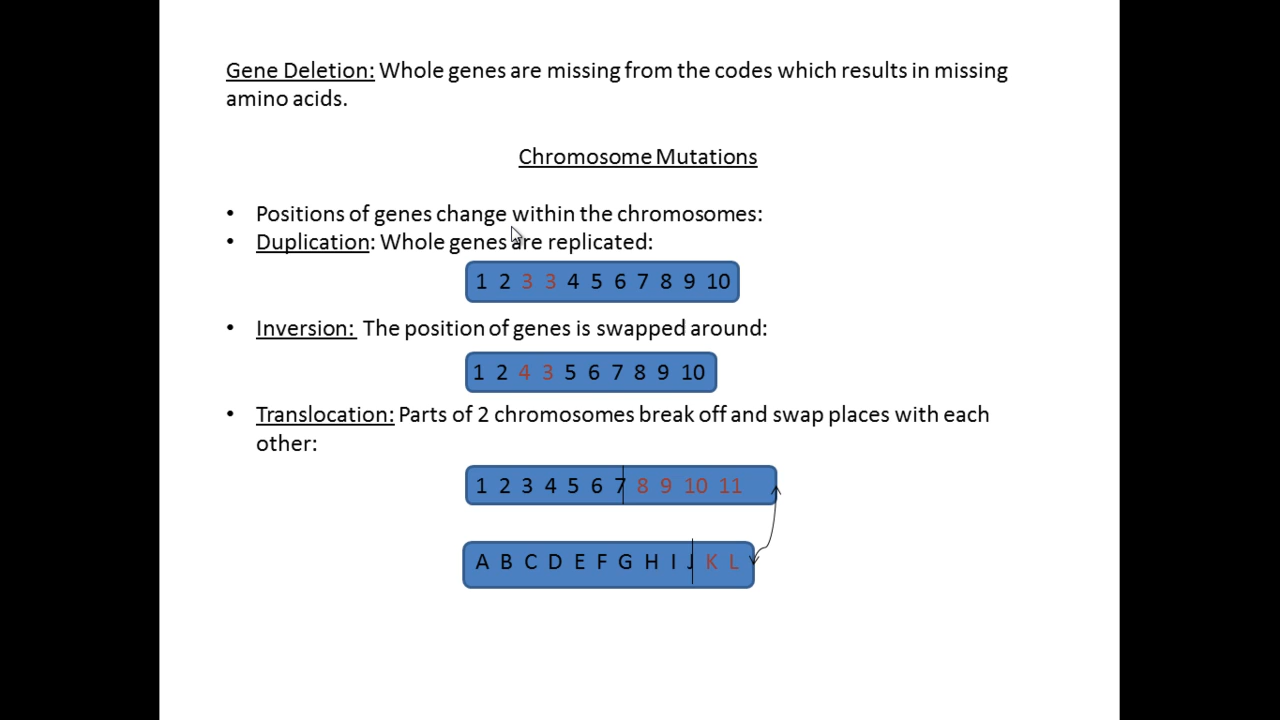 Gene Deletion: Whole genes are missing from the codes which results in missing
amino acids.
Chromosome Mutations
• Positions of genes change within the chromosomes:
• Duplication: Whole genes are replicated:
1 2 3 3 4 5 6 7 8 9 10
• Inversion: The position of genes is swapped around:
1 2 4 3 5 6 7 8 9 10
• Translocation: Parts of 2 chromosomes break off and swap places with each
other:
1 2 3 4 5 6 7 8 9 10 11
A B C D E F G H I J K L